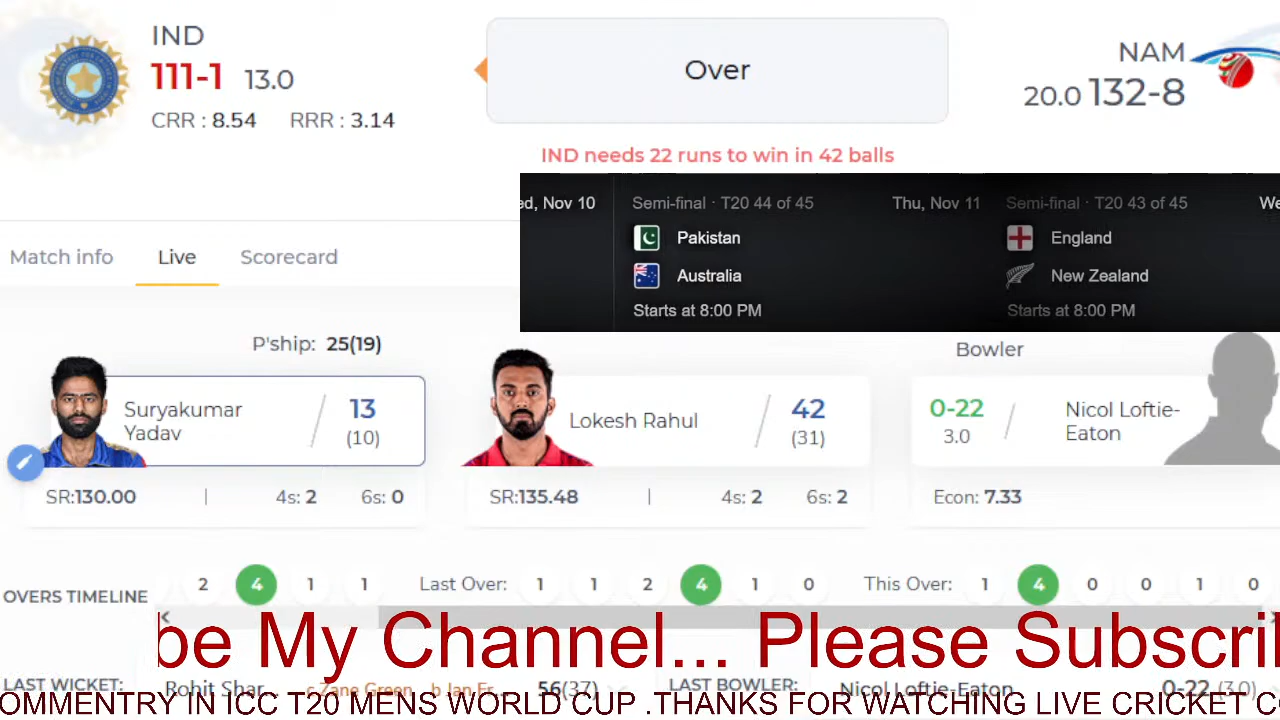 IND
111-1 13.0
CRR : 8.54 RRR : 3.14
Over
NAM
20.0 132-8
IND needs 22 runs to win in 42 balls
ed, Nov 10
Semi-final · T20 44 of 45
Thu, Nov 11
Semi-final · T20 43 of 45
We
Pakistan
England
Australia
New Zealand
Starts at 8:00 PM
Starts at 8:00 PM
Match info Live Scorecard
P'ship: 25(19)
Bowler
Suryakumar
Yadav
13
(10)
Lokesh Rahul
42
(31)
0-22
3.0
Nicol Loftie-
Eaton
SR:130.00 | 4s: 2 6s: 0
SR:135.48 | 4s: 2 6s: 2
Econ: 7.33
OVERS TIMELINE
2 4 1 1 Last Over: 1 1 2 4 1 0 This Over: 1 4 0 0 1 0
be My Channel... Please Subscri
LAST WICKET: Rohit Shar... c Zane Green b Jan Fr... 56(37) LAST BOWLER: Nicol Loftie-Eaton 0-22 (3.0)
OMMENTRY IN ICC T20 MENS WORLD CUP .THANKS FOR WATCHING LIVE CRICKET C